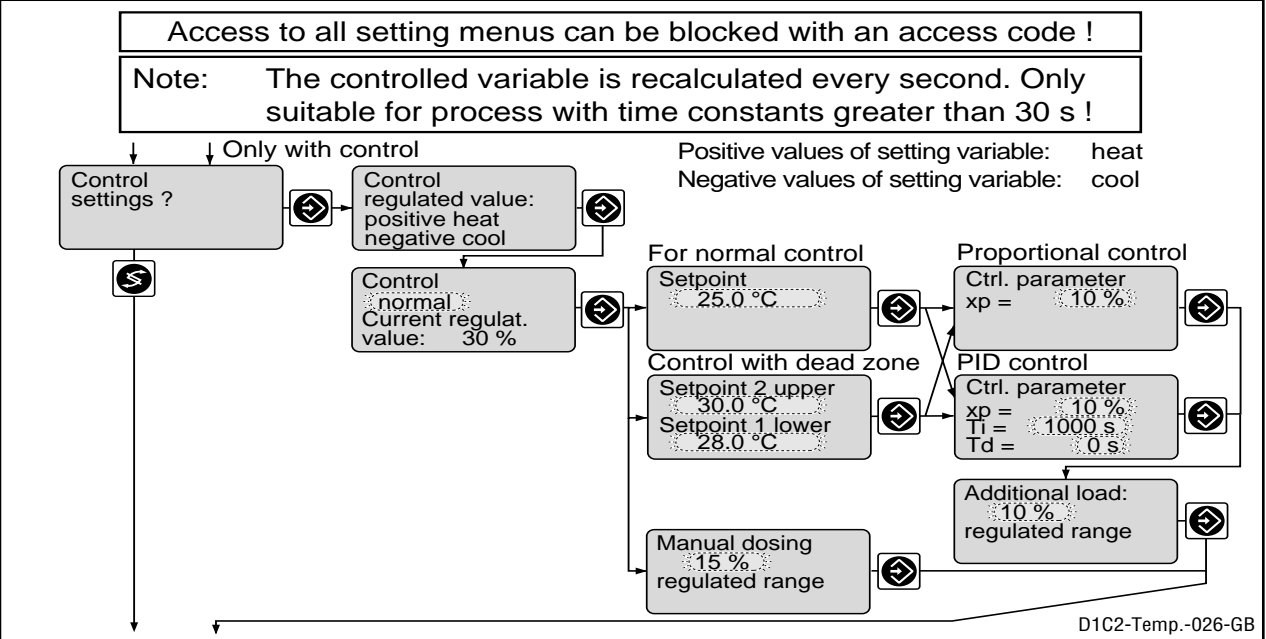 Access to all setting menus can be blocked with an access code !
Note: The controlled variable is recalculated every second. Only
suitable for process with time constants greater than 30 s !
Only with control
Positive values of setting variable: heat
Negative values of setting variable: cool
Control
settings ?
Control
regulated value:
positive heat
negative cool
Control
normal
Current regulat.
value: 30 %
For normal control
Setpoint
25.0 °C
Control with dead zone
Setpoint 2 upper
30.0 °C
Setpoint 1 lower
28.0 °C
Manual dosing
15 %
regulated range
Proportional control
Ctrl. parameter
xp = 10 %
PID control
Ctrl. parameter
xp = 10 %
Ti = 1000 s
Td = 0 s
Additional load:
10 %
regulated range
D1C2-Temp.-026-GB